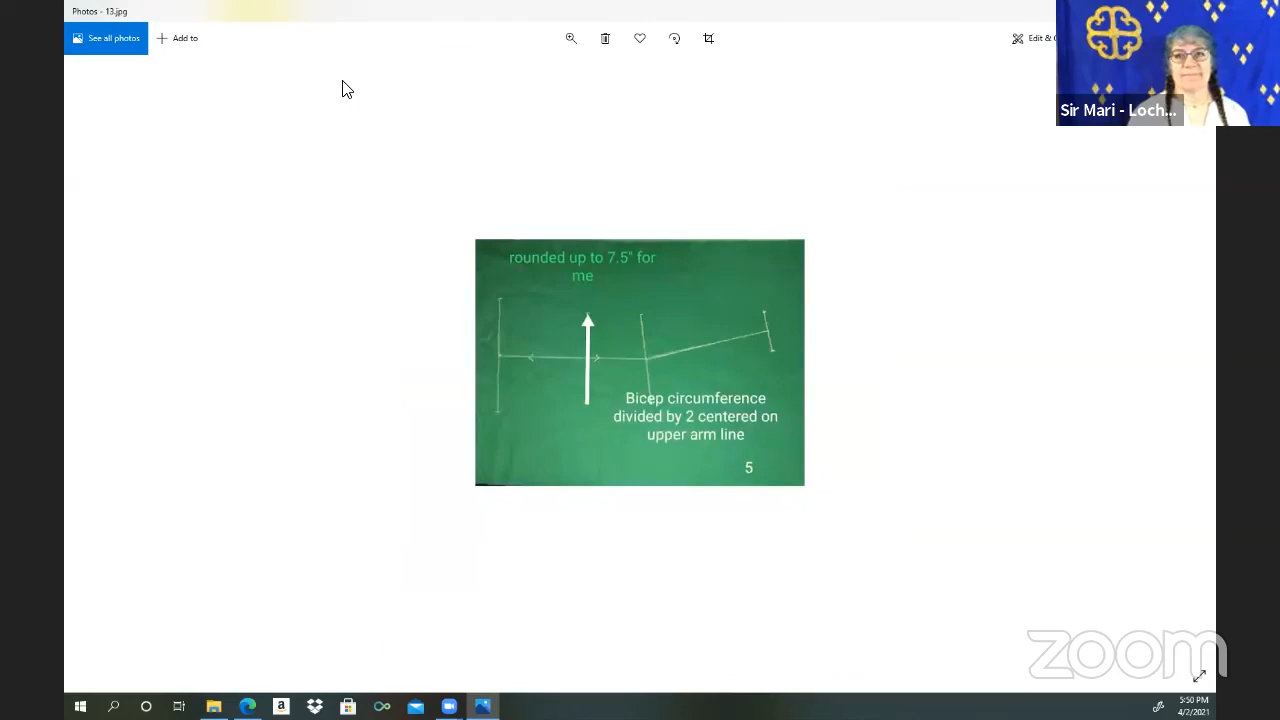 Photos - 13.jpg
See all photos
Add to
Edit & C
Sir Mari - Loch...
rounded up to 7.5" for
me
Bicep circumference
divided by 2 centered on
upper arm line
5
zoom
5:50 PM
4/2/2021